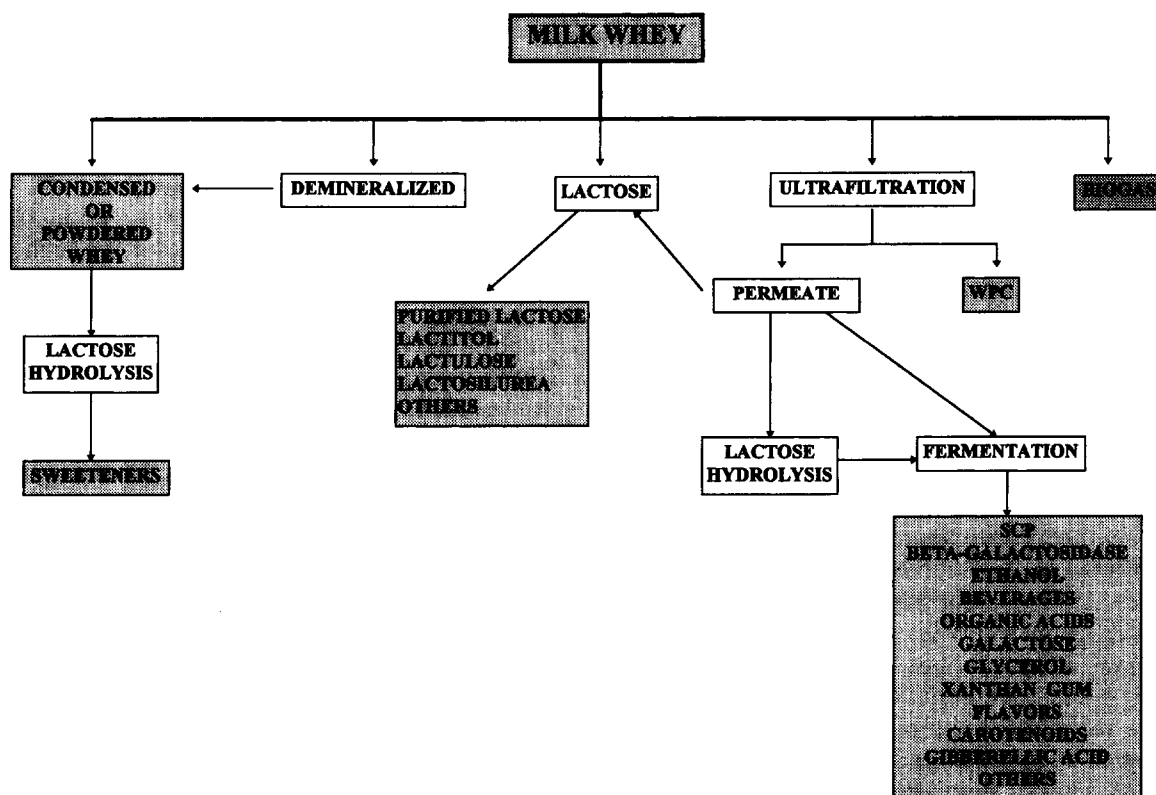 MILK WHEY
CONDENSED
OR
POWDERED
WHEY
DEMINERALIZED
LACTOSE
ULTRAFILTRATION
BIOGAS
PERMEATE
WPC
PURIFIED LACTOSE
LACTITOL
LACTULOSE
LACTOSILUREA
OTHERS
LACTOSE
HYDROLYSIS
SWEETENERS
LACTOSE
HYDROLYSIS
FERMENTATION
SCP
BETA-GALACTOSIDASE
ETHANOL
BEVERAGES
ORGANIC ACIDS
GALACTOSE
GLYCEROL
XANTHAN GUM
FLAVORS
CAROTENOIDS
GIBBERELLIC ACID
OTHERS